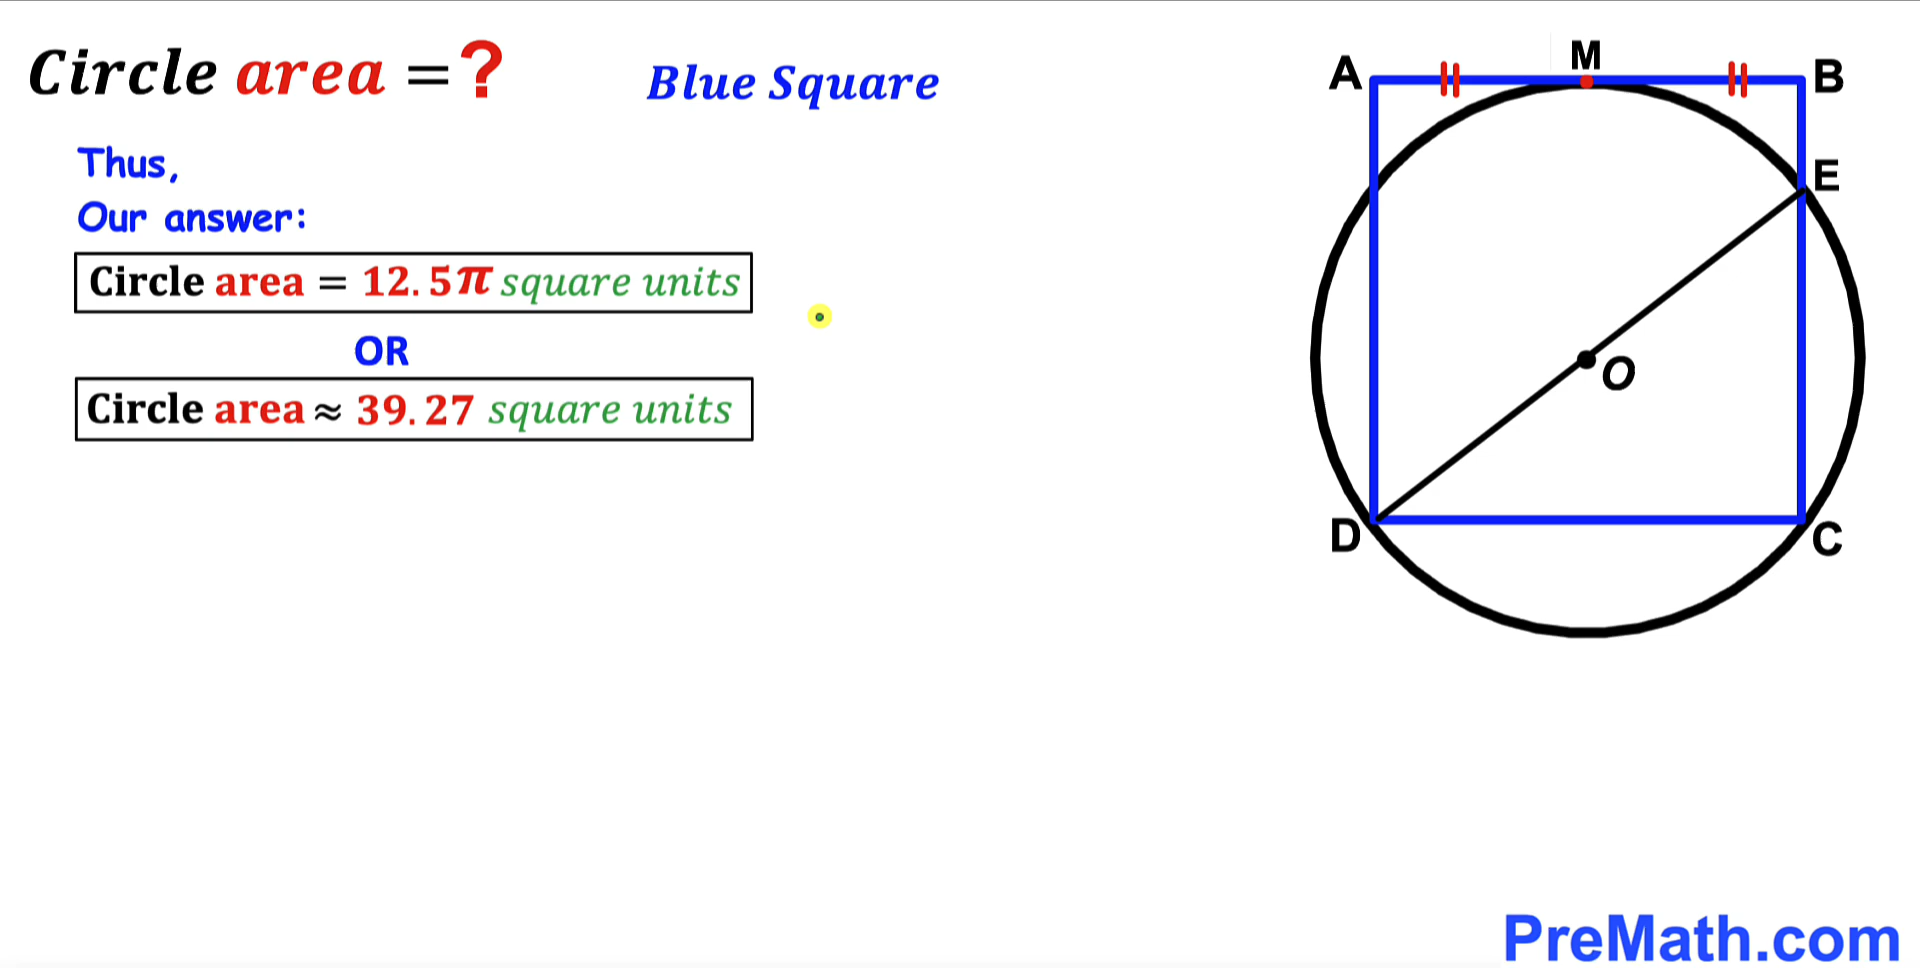 Circle area = ?
Blue Square
Thus,
Our answer:
Circle area = 12.5π square units
OR
Circle area ≈ 39.27 square units
A
M
B
E
O
D
C
PreMath.com